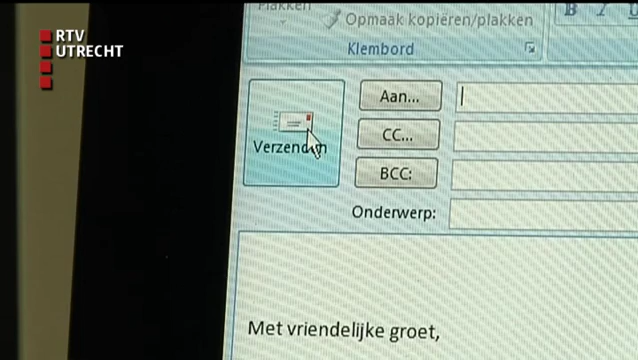 RTV
UTRECHT
Plakken
Opmaak kopiëren/plakken
B I U
Klembord
Aan...
Verzenden
CC...
BCC:
Onderwerp:
Met vriendelijke groet,